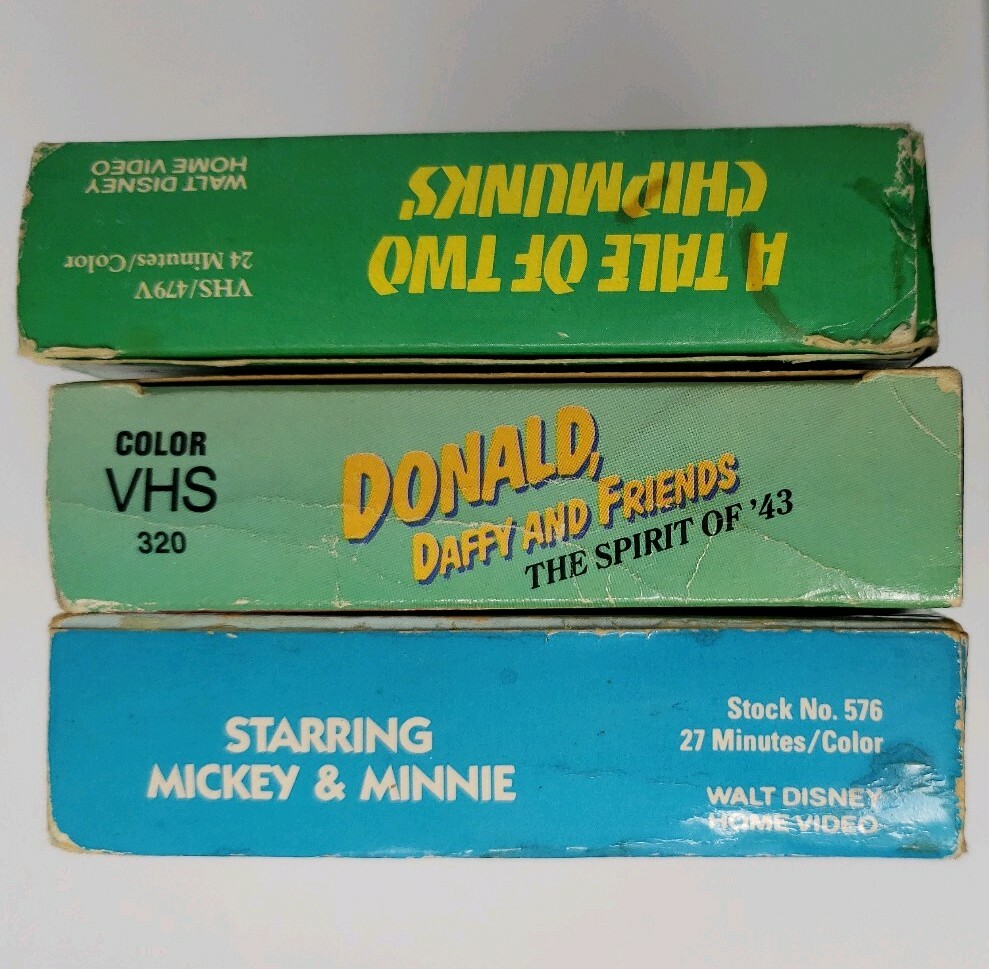 A TALE OF TWO
CHIPMUNKS
VHS/479V
24 Minutes/Color
WALT DISNEY
HOME VIDEO
COLOR
VHS
320
DONALD,
DAFFY AND FRIENDS
THE SPIRIT OF '43
STARRING
MICKEY & MINNIE
Stock No. 576
27 Minutes/Color
WALT DISNEY
HOME VIDEO